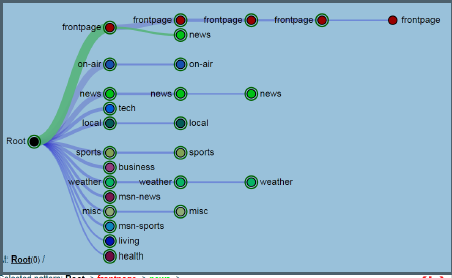 frontpage frontpage frontpage frontpage frontpage
news
on-air on-air
news news news
tech
local local
Root
sports sports
business
weather weather weather
msn-news
misc misc
msn-sports
living
health
Root(0) /
Selected pattern: Root -> frontpage -> news ->